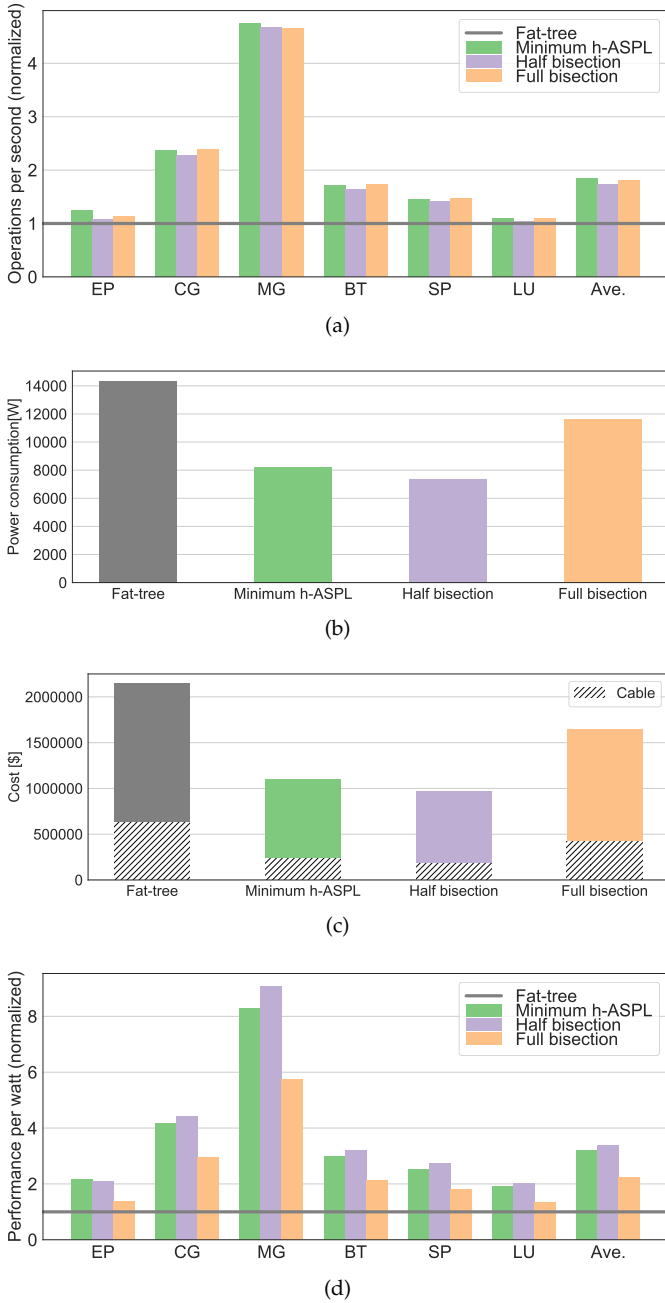 Operations per second (normalized)
4
3
2
1
0
Fat-tree
Minimum h-ASPL
Half bisection
Full bisection
EP CG MG BT SP LU Ave.
(a)
Power consumption[W]
14000
12000
10000
8000
6000
4000
2000
0
Fat-tree Minimum h-ASPL Half bisection Full bisection
(b)
Cost [$]
2000000
1500000
1000000
500000
0
Cable
Fat-tree Minimum h-ASPL Half bisection Full bisection
(c)
Performance per watt (normalized)
8
6
4
2
0
Fat-tree
Minimum h-ASPL
Half bisection
Full bisection
EP CG MG BT SP LU Ave.
(d)